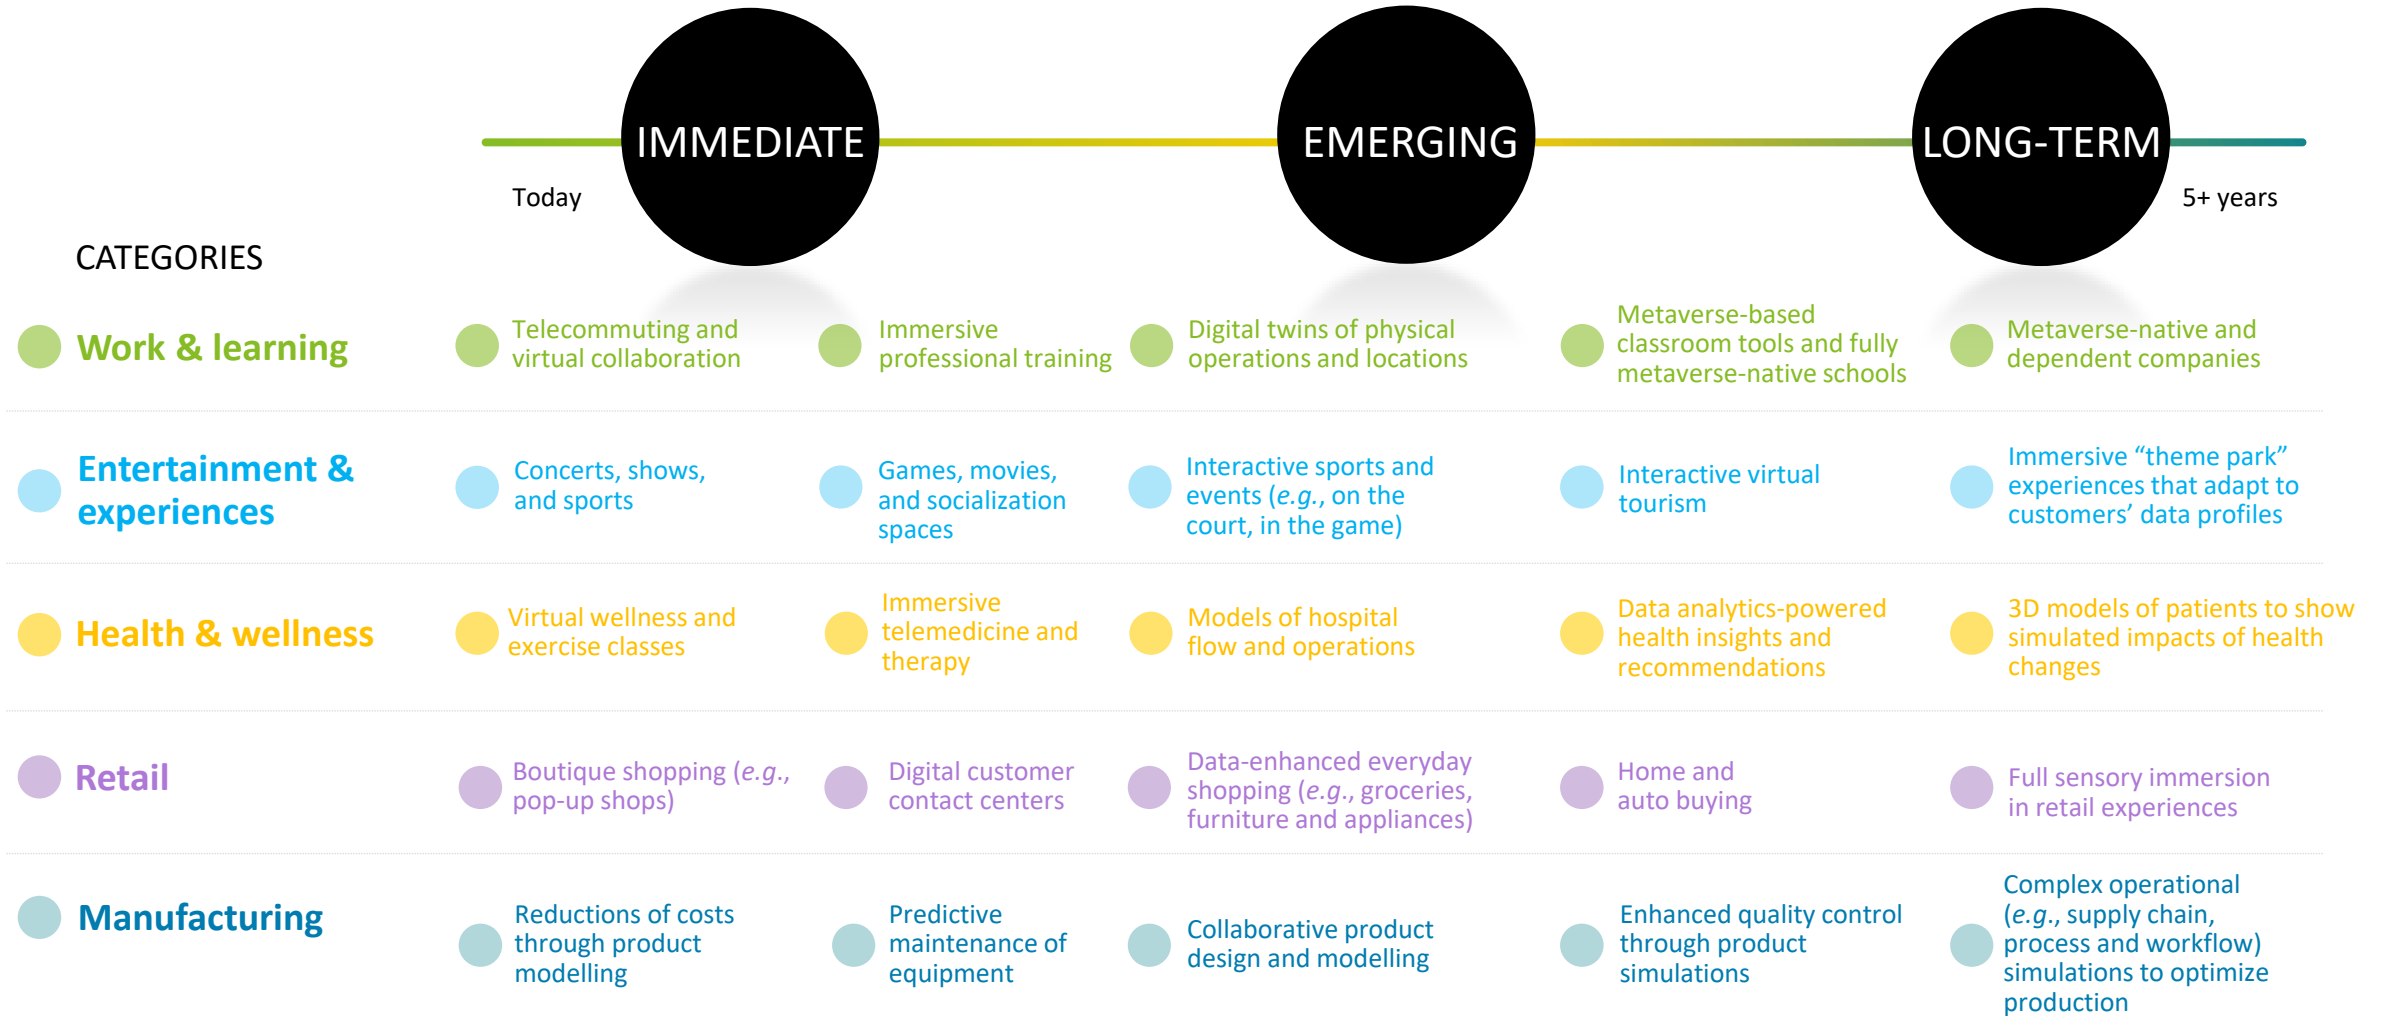 IMMEDIATE
EMERGING
LONG-TERM
Today
5+ years
CATEGORIES
Work & learning
Telecommuting and
virtual collaboration
Immersive
professional training
Digital twins of physical
operations and locations
Metaverse-based
classroom tools and fully
metaverse-native schools
Metaverse-native and
dependent companies
Entertainment &
experiences
Concerts, shows,
and sports
Games, movies,
and socialization
spaces
Interactive sports and
events (e.g., on the
court, in the game)
Interactive virtual
tourism
Immersive “theme park”
experiences that adapt to
customers’ data profiles
Health & wellness
Virtual wellness and
exercise classes
Immersive
telemedicine and
therapy
Models of hospital
flow and operations
Data analytics-powered
health insights and
recommendations
3D models of patients to show
simulated impacts of health
changes
Retail
Boutique shopping (e.g.,
pop-up shops)
Digital customer
contact centers
Data-enhanced everyday
shopping (e.g., groceries,
furniture and appliances)
Home and
auto buying
Full sensory immersion
in retail experiences
Manufacturing
Reductions of costs
through product
modelling
Predictive
maintenance of
equipment
Collaborative product
design and modelling
Enhanced quality control
through product
simulations
Complex operational
(e.g., supply chain,
process and workflow)
simulations to optimize
production